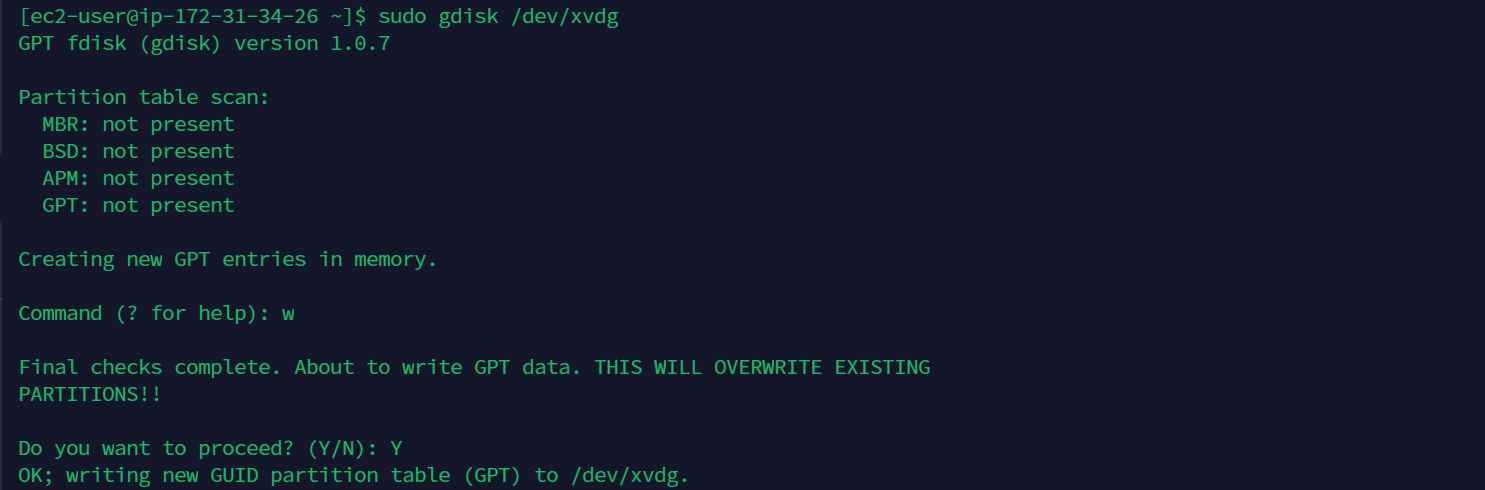 [ec2-user@ip-172-31-34-26 ~]$ sudo gdisk /dev/xvdg
GPT fdisk (gdisk) version 1.0.7
Partition table scan:
  MBR: not present
  BSD: not present
  APM: not present
  GPT: not present
Creating new GPT entries in memory.
Command (? for help): w
Final checks complete. About to write GPT data. THIS WILL OVERWRITE EXISTING
PARTITIONS!!
Do you want to proceed? (Y/N): Y
OK; writing new GUID partition table (GPT) to /dev/xvdg.